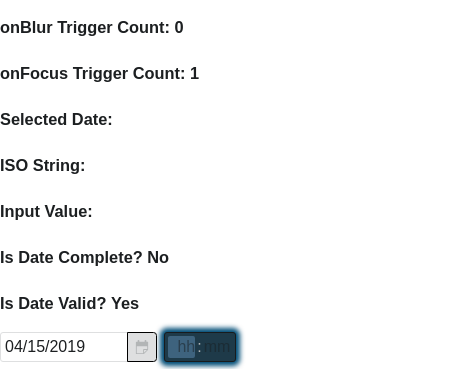 onBlur Trigger Count: 0
onFocus Trigger Count: 1
Selected Date:
ISO String:
Input Value:
Is Date Complete? No
Is Date Valid? Yes
04/15/2019 hh:mm